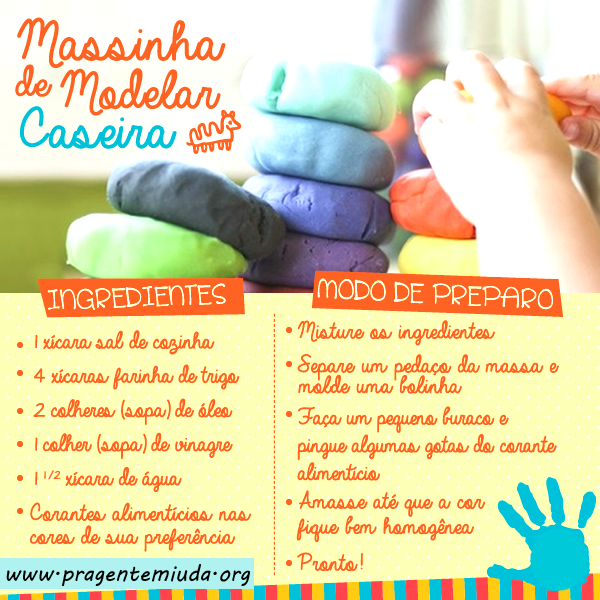 Massinha
de Modelar
Caseira
INGREDIENTES
• 1 xícara sal de cozinha
• 4 xícaras farinha de trigo
• 2 colheres (sopa) de óleo
• 1 colher (sopa) de vinagre
• 1 1/2 xícara de água
• Corantes alimentícios nas
cores de sua preferência
MODO DE PREPARO
• Misture os ingredientes
• Separe um pedaço da massa e
molde uma bolinha
• Faça um pequeno buraco e
pingue algumas gotas do corante
alimentício
• Amasse até que a cor
fique bem homogênea
• Pronto!
www.pragentemiuda.org